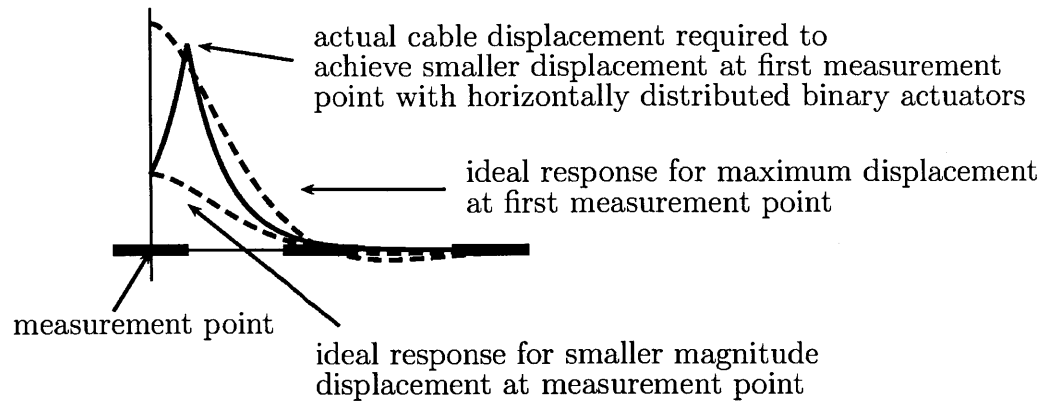 actual cable displacement required to
achieve smaller displacement at first measurement
point with horizontally distributed binary actuators
ideal response for maximum displacement
at first measurement point
measurement point
ideal response for smaller magnitude
displacement at measurement point